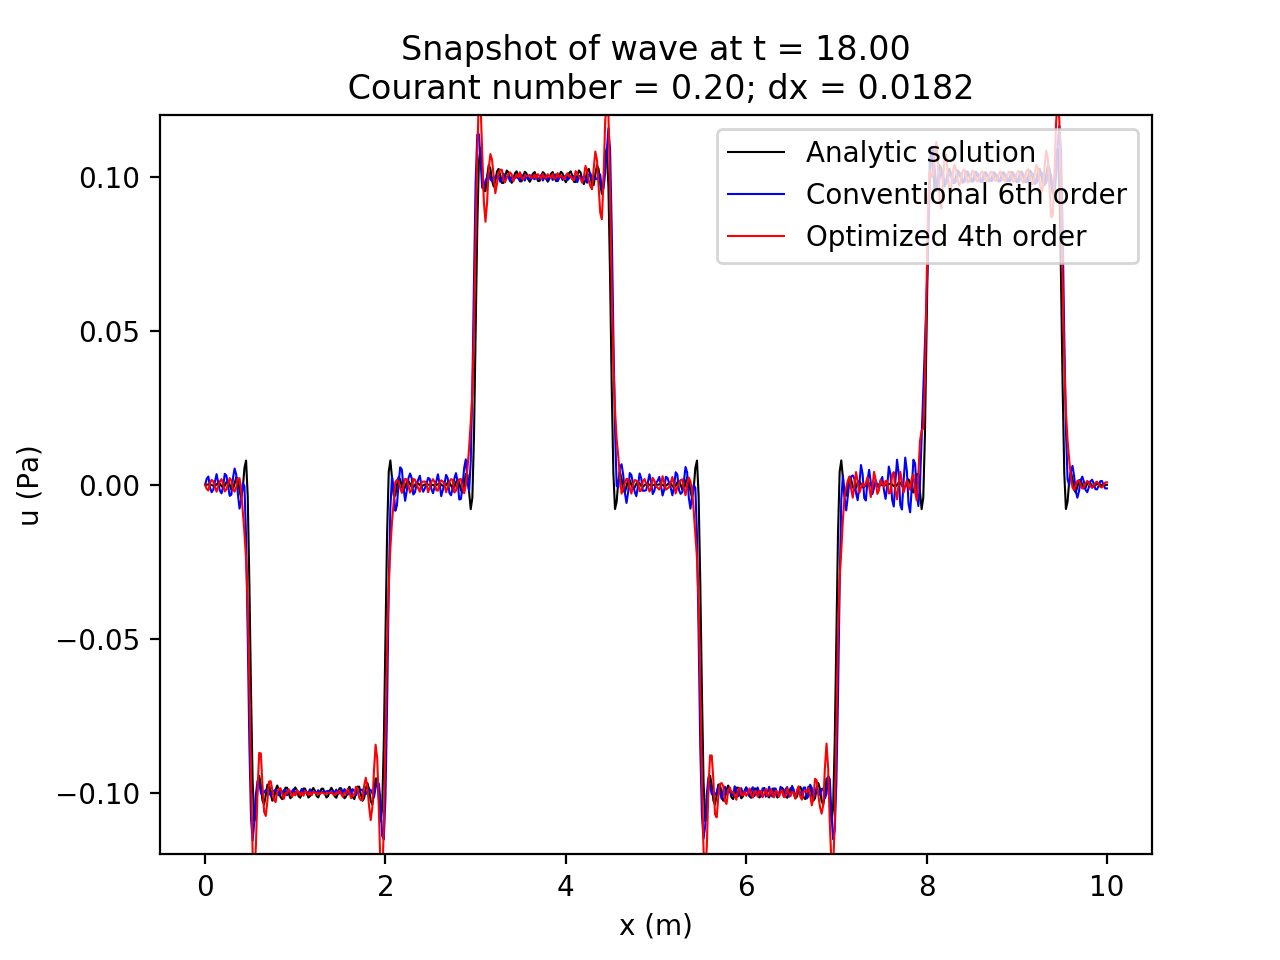 Snapshot of wave at t = 18.00
Courant number = 0.20; dx = 0.0182
Analytic solution
Conventional 6th order
Optimized 4th order
0.10
0.05
0.00
−0.05
−0.10
u (Pa)
0 2 4 6 8 10
x (m)